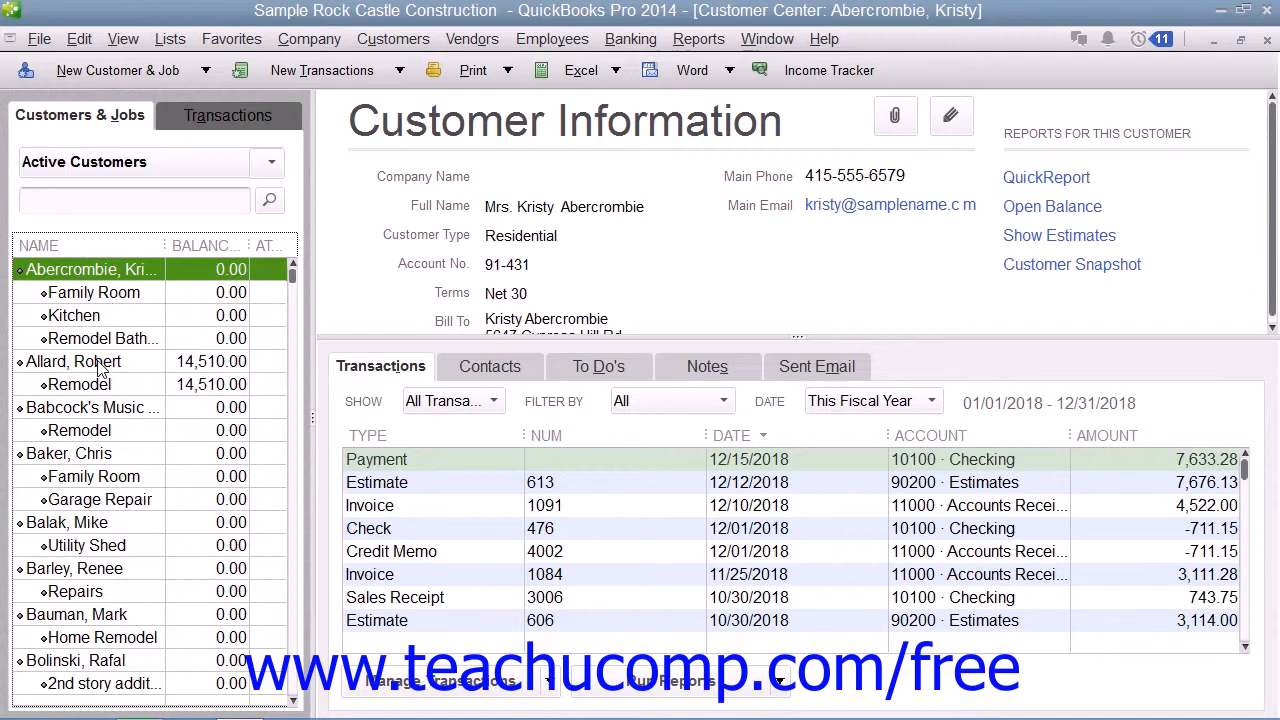 Sample Rock Castle Construction - QuickBooks Pro 2014 - [Customer Center: Abercrombie, Kristy]
File Edit View Lists Favorites Company Customers Vendors Employees Banking Reports Window Help 11
New Customer & Job New Transactions Print Excel Word Income Tracker
Customers & Jobs Transactions
Active Customers
NAME BALANC... AT...
Abercrombie, Kri... 0.00
Family Room 0.00
Kitchen 0.00
Remodel Bath... 0.00
Allard, Robert 14,510.00
Remodel 14,510.00
Babcock's Music ... 0.00
Remodel 0.00
Baker, Chris 0.00
Family Room 0.00
Garage Repair 0.00
Balak, Mike 0.00
Utility Shed 0.00
Barley, Renee 0.00
Repairs 0.00
Bauman, Mark 0.00
Home Remodel 0.00
Bolinski, Rafal 0.00
2nd story addit... 0.00
Customer Information
Company Name
Full Name Mrs. Kristy Abercrombie
Customer Type Residential
Account No. 91-431
Terms Net 30
Bill To Kristy Abercrombie
Main Phone 415-555-6579
Main Email kristy@samplename.c m
REPORTS FOR THIS CUSTOMER
QuickReport
Open Balance
Show Estimates
Customer Snapshot
Transactions Contacts To Do's Notes Sent Email
SHOW All Transa... FILTER BY All DATE This Fiscal Year 01/01/2018 - 12/31/2018
TYPE NUM DATE ACCOUNT AMOUNT
Payment 12/15/2018 10100 · Checking 7,633.28
Estimate 613 12/12/2018 90200 · Estimates 7,676.13
Invoice 1091 12/10/2018 11000 · Accounts Recei... 4,522.00
Check 476 12/01/2018 10100 · Checking -711.15
Credit Memo 4002 12/01/2018 11000 · Accounts Recei... -711.15
Invoice 1084 11/25/2018 11000 · Accounts Recei... 3,111.28
Sales Receipt 3006 10/30/2018 10100 · Checking 743.75
Estimate 606 10/30/2018 90200 · Estimates 3,114.00
Manage Transactions Run Reports
www.teachucomp.com/free